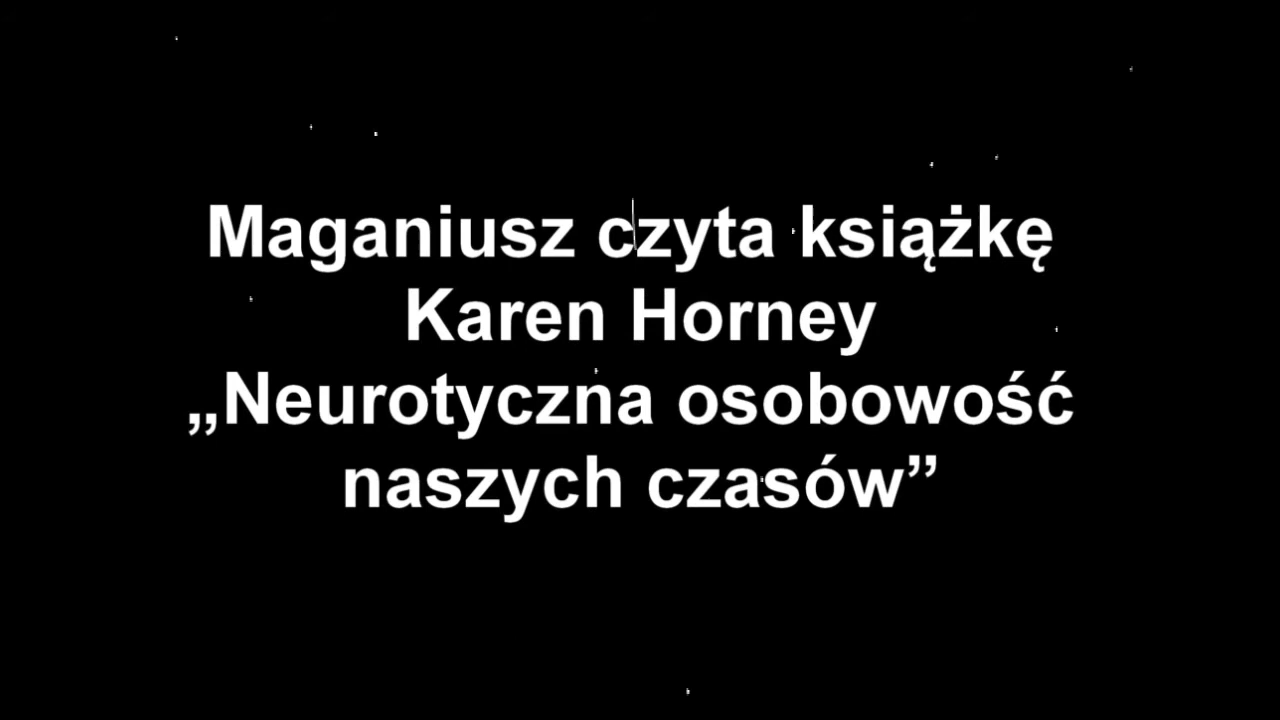 Maganiusz czyta książkę
Karen Horney
„Neurotyczna osobowość
naszych czasów”